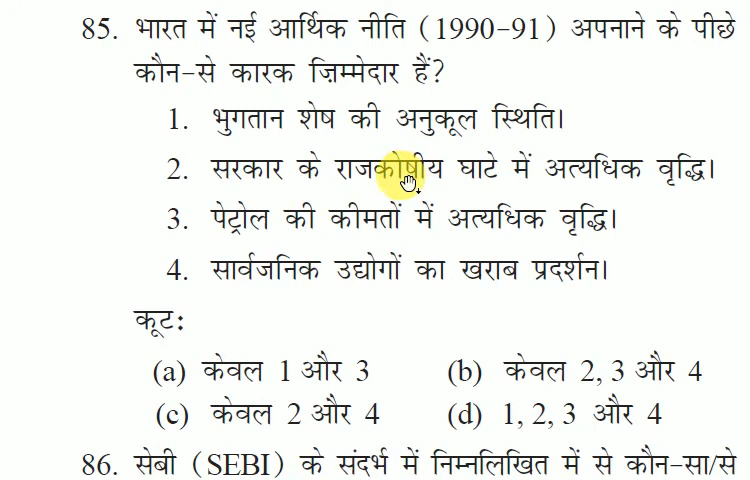 85. भारत में नई आर्थिक नीति (1990-91) अपनाने के पीछे
कौन-से कारक ज़िम्मेदार हैं?
1. भुगतान शेष की अनुकूल स्थिति।
2. सरकार के राजकोषीय घाटे में अत्यधिक वृद्धि।
3. पेट्रोल की कीमतों में अत्यधिक वृद्धि।
4. सार्वजनिक उद्योगों का खराब प्रदर्शन।
कूट:
(a) केवल 1 और 3 (b) केवल 2, 3 और 4
(c) केवल 2 और 4 (d) 1, 2, 3 और 4
86. सेबी (SEBI) के संदर्भ में निम्नलिखित में से कौन-सा/से